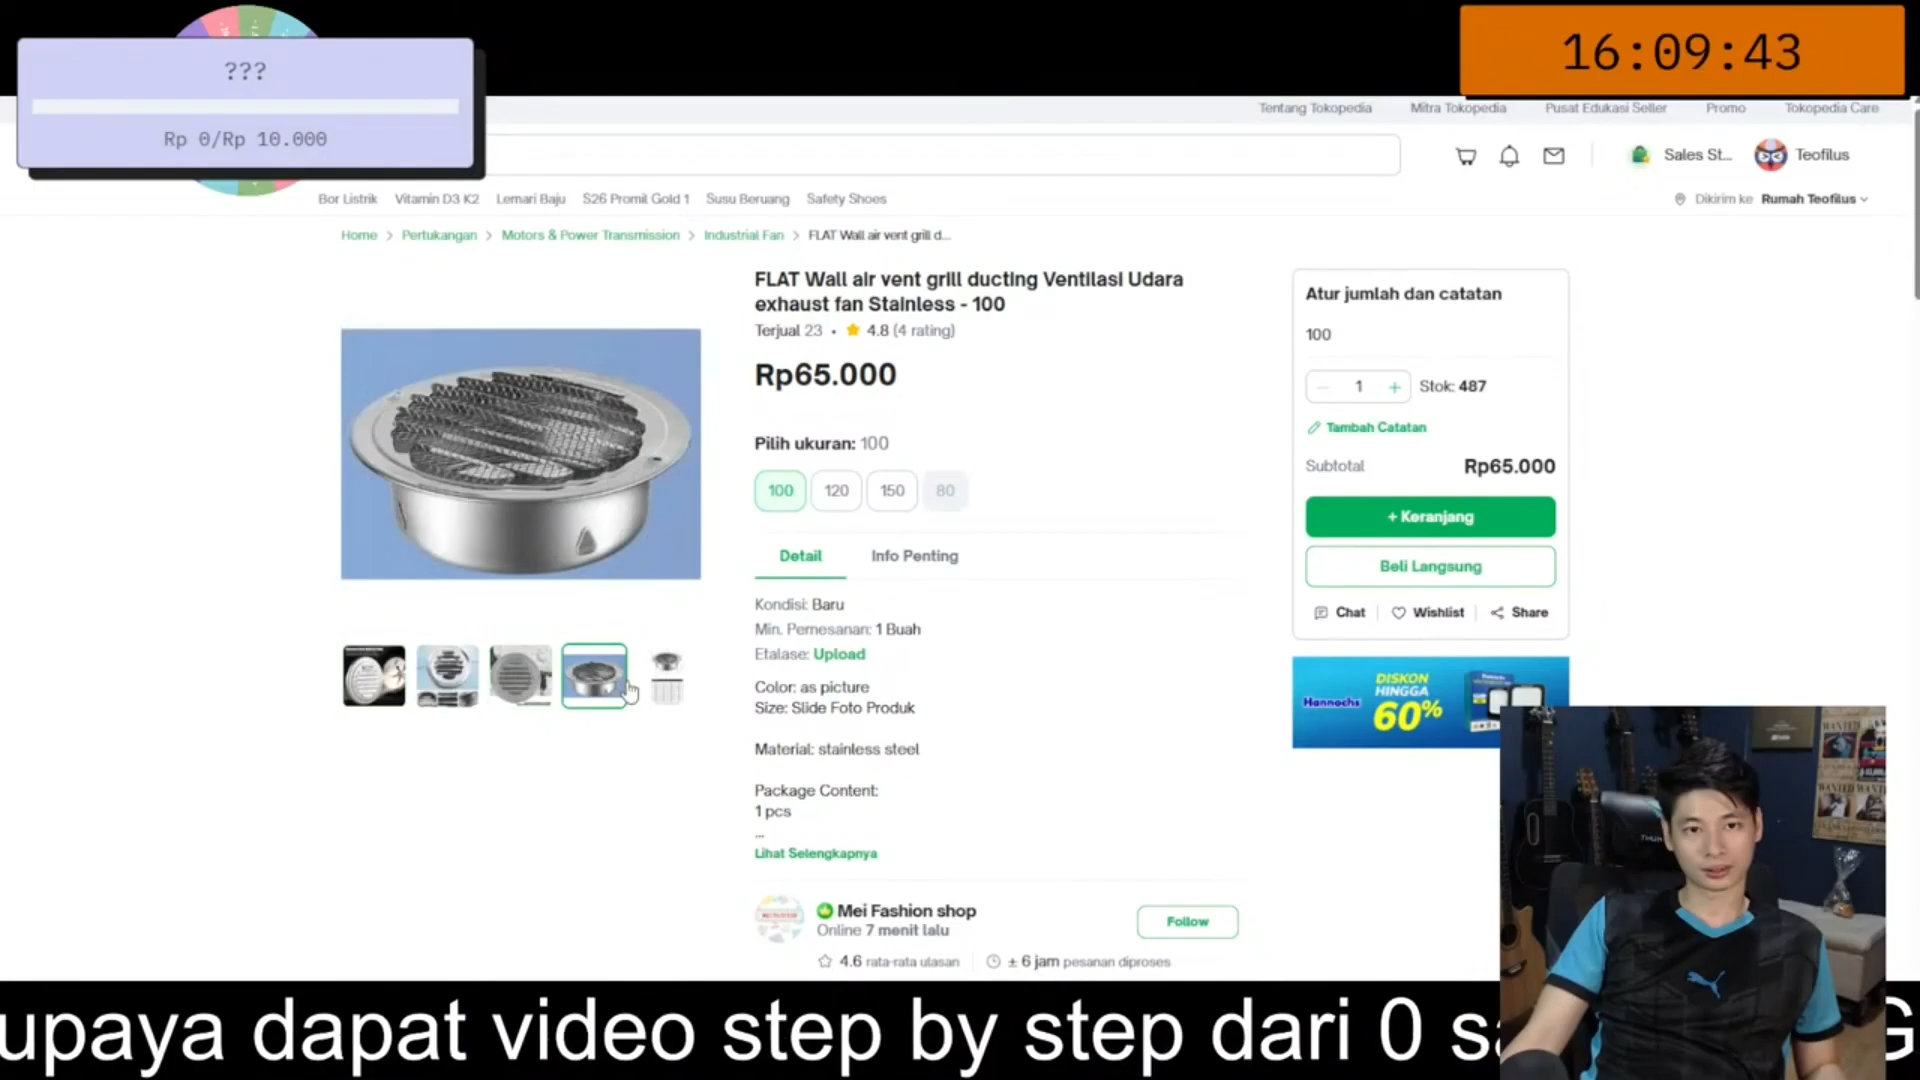 ???
Rp 0/Rp 10.000
16:09:43
Tentang Tokopedia Mitra Tokopedia Pusat Edukasi Seller Promo Tokopedia Care
Sales St... Teofilus
Bor Listrik Vitamin D3 K2 Lemari Baju S26 Promil Gold 1 Susu Beruang Safety Shoes
Dikirim ke Rumah Teofilus
Home > Pertukangan > Motors & Power Transmission > Industrial Fan > FLAT Wall air vent grill d...
FLAT Wall air vent grill ducting Ventilasi Udara
exhaust fan Stainless - 100
Terjual 23 • 4.8 (4 rating)
Rp65.000
Pilih ukuran: 100
100 120 150 80
Detail Info Penting
Kondisi: Baru
Min. Pemesanan: 1 Buah
Etalase: Upload
Color: as picture
Size: Slide Foto Produk
Material: stainless steel
Package Content:
1 pcs
...
Lihat Selengkapnya
Mei Fashion shop
Online 7 menit lalu
Follow
4.6 rata-rata ulasan ± 6 jam pesanan diproses
Atur jumlah dan catatan
100
1 + Stok: 487
Tambah Catatan
Subtotal Rp65.000
+ Keranjang
Beli Langsung
Chat Wishlist Share
Hannochs
DISKON
HINGGA
60%
WANTED
WANTED WANTED
upaya dapat video step by step dari 0 sa G